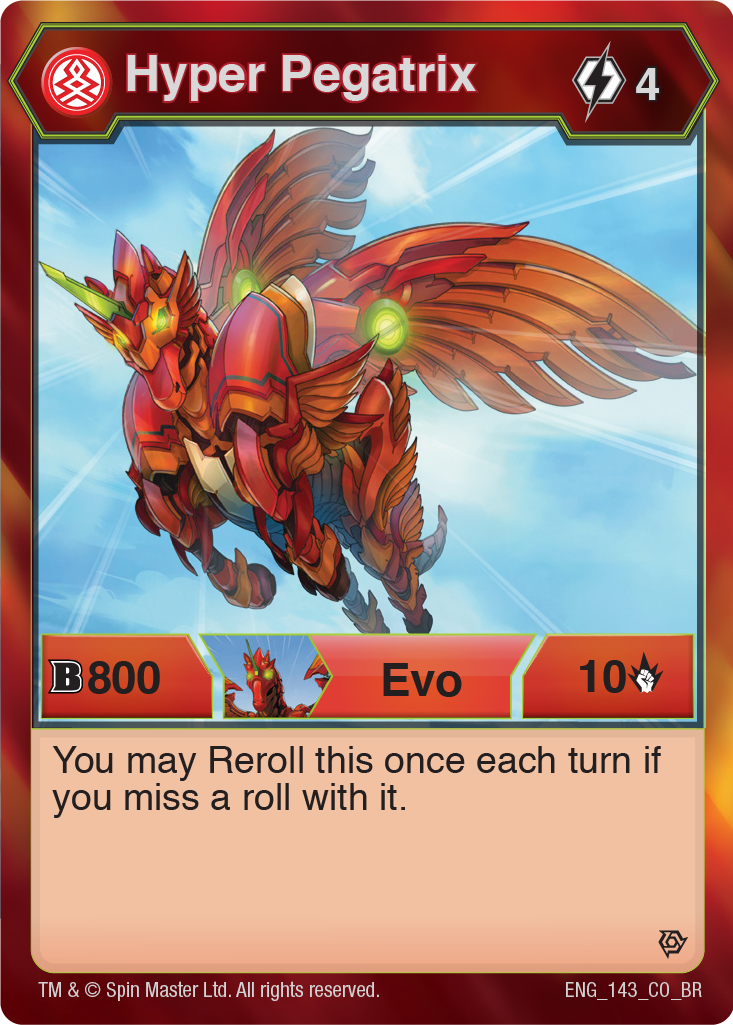 Hyper Pegatrix
4
B 800
Evo
10
You may Reroll this once each turn if
you miss a roll with it.
TM & © Spin Master Ltd. All rights reserved.
ENG_143_CO_BR